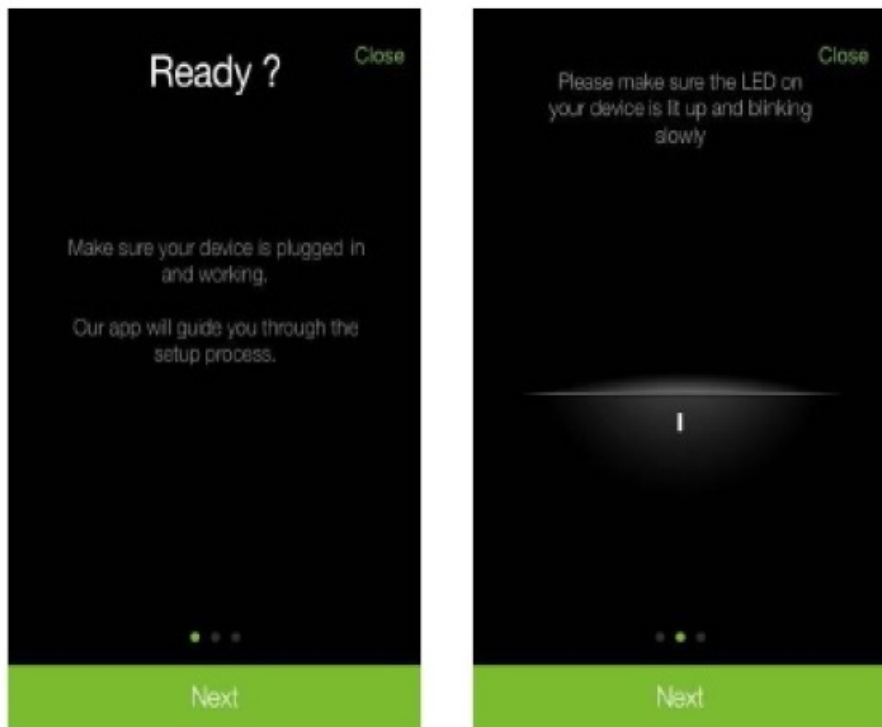 Ready ?
Close
Make sure your device is plugged in
and working.
Our app will guide you through the
setup process.
Next
Close
Please make sure the LED on
your device is lit up and blinking
slowly
Next